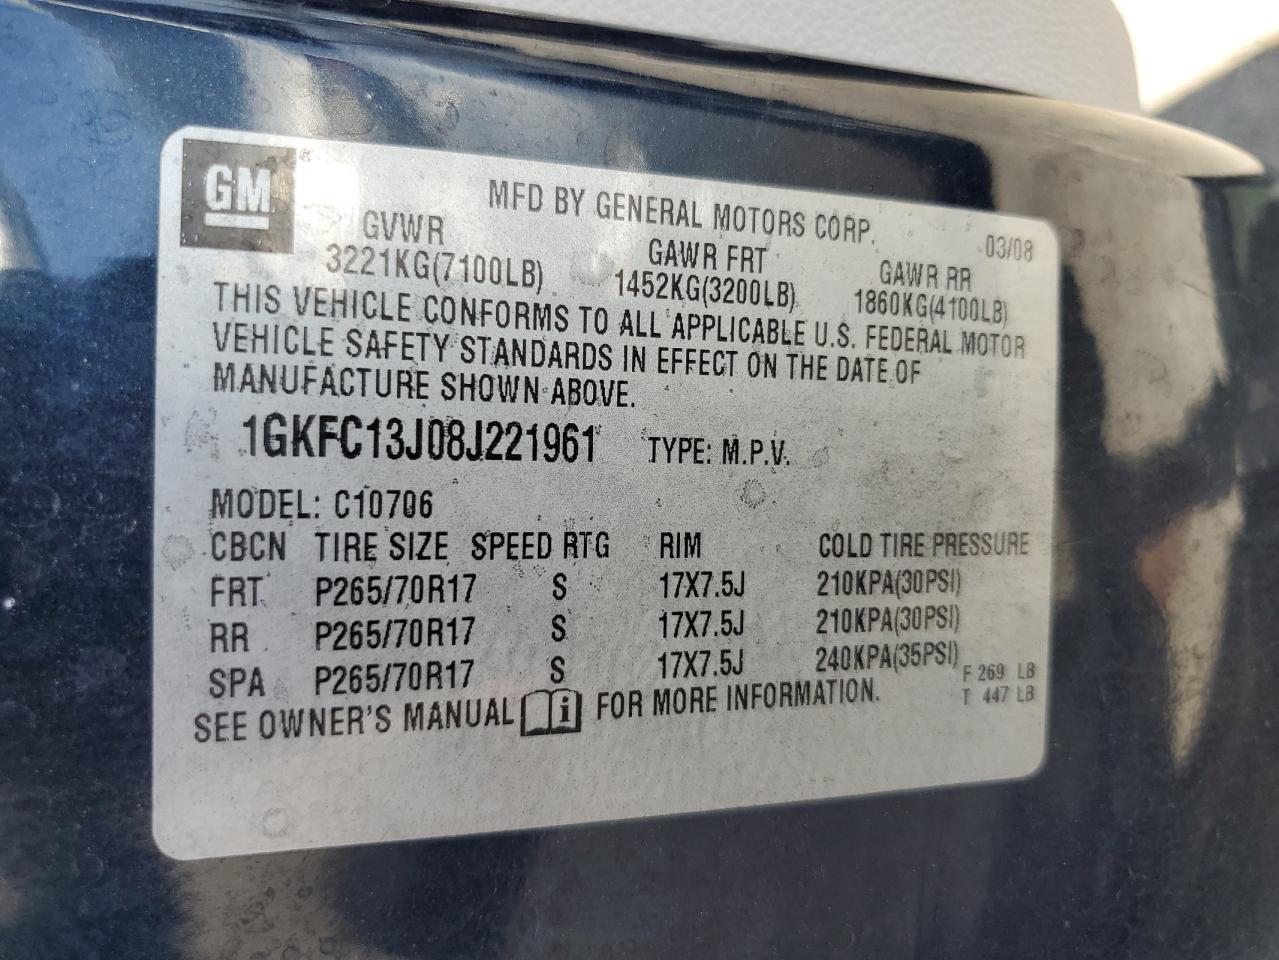 GM
MFD BY GENERAL MOTORS CORP.
03/08
GVWR GAWR FRT GAWR RR
3221KG(7100LB) 1452KG(3200LB) 1860KG(4100LB)
THIS VEHICLE CONFORMS TO ALL APPLICABLE U.S. FEDERAL MOTOR
VEHICLE SAFETY STANDARDS IN EFFECT ON THE DATE OF
MANUFACTURE SHOWN ABOVE.
1GKFC13J08J221961 TYPE: M.P.V.
MODEL: C10706
CBCN TIRE SIZE SPEED RTG RIM COLD TIRE PRESSURE
FRT P265/70R17 S 17X7.5J 210KPA(30PSI)
RR P265/70R17 S 17X7.5J 210KPA(30PSI)
SPA P265/70R17 S 17X7.5J 240KPA(35PSI)
F 269 LB
T 447 LB
SEE OWNER'S MANUAL i FOR MORE INFORMATION.